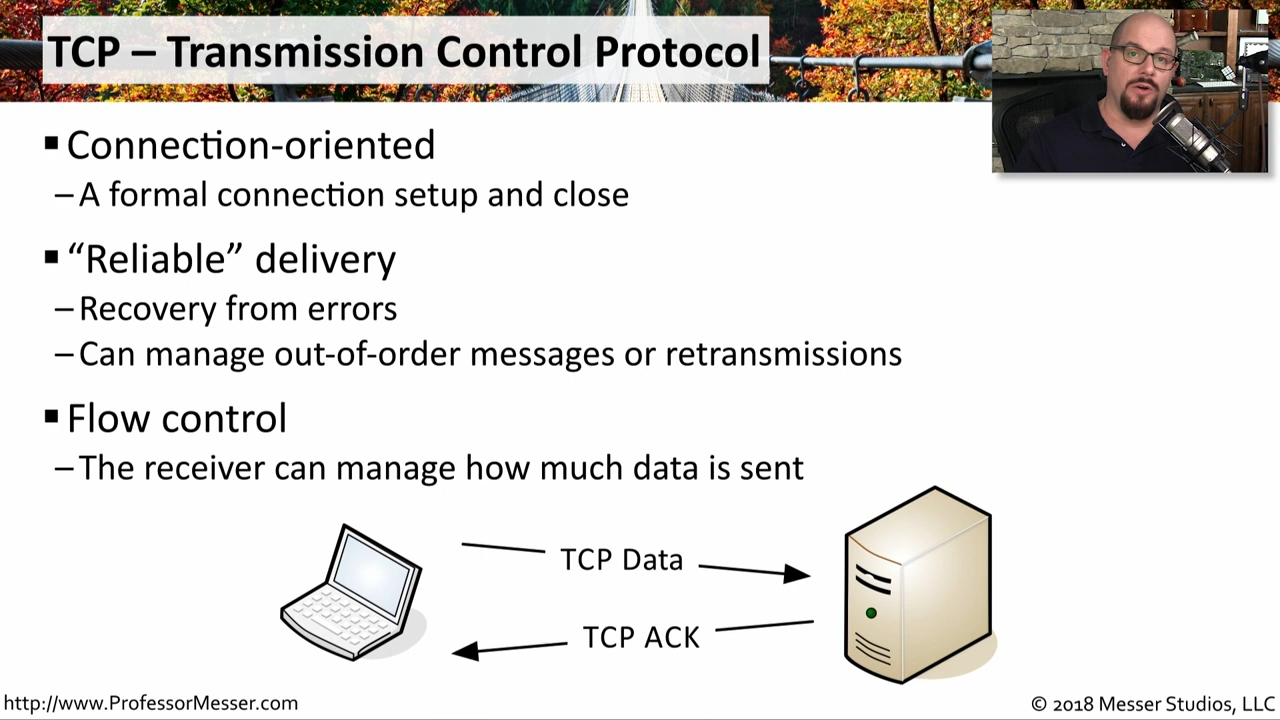 TCP – Transmission Control Protocol
▪ Connection-oriented
– A formal connection setup and close
▪ “Reliable” delivery
– Recovery from errors
– Can manage out-of-order messages or retransmissions
▪ Flow control
– The receiver can manage how much data is sent
TCP Data
TCP ACK
http://www.ProfessorMesser.com
© 2018 Messer Studios, LLC